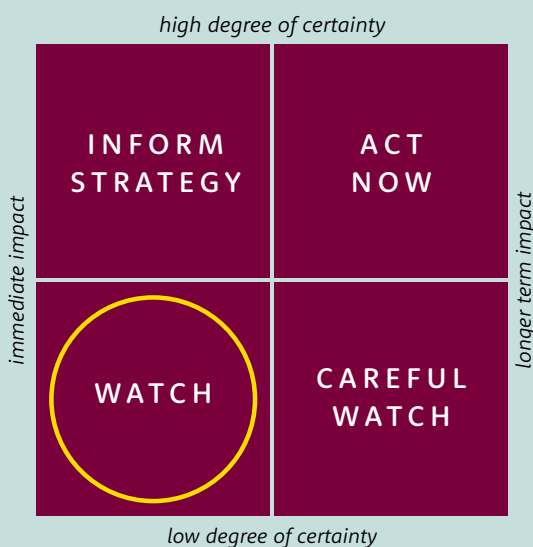 high degree of certainty
INFORM
STRATEGY
ACT
NOW
immediate impact
longer term impact
WATCH
CAREFUL
WATCH
low degree of certainty